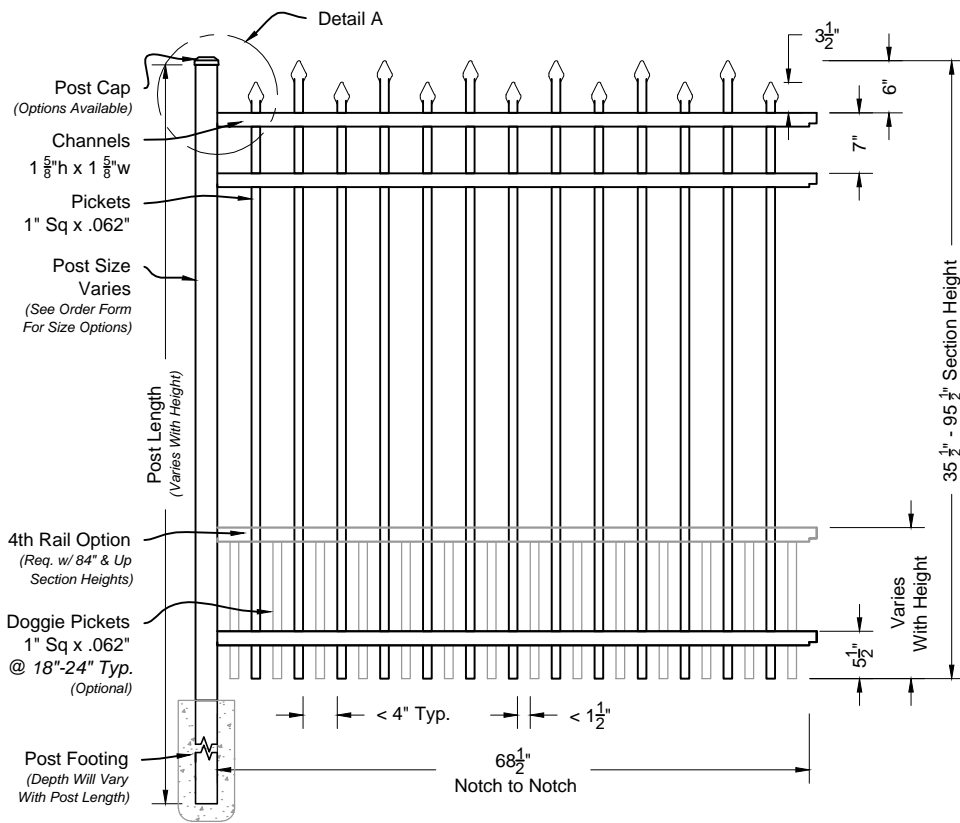 Detail A
Post Cap
(Options Available)
Channels
1 5/8"h x 1 5/8"w
Pickets
1" Sq x .062"
Post Size
Varies
(See Order Form
For Size Options)
Post Length
(Varies With Height)
4th Rail Option
(Req. w/ 84" & Up
Section Heights)
Doggie Pickets
1" Sq x .062"
@ 18"-24" Typ.
(Optional)
Post Footing
(Depth Will Vary
With Post Length)
3 1/2"
6"
7"
35 1/2" - 95 1/2" Section Height
Varies
With Height
5 1/2"
< 4" Typ.
< 1 1/2"
68 1/2"
Notch to Notch